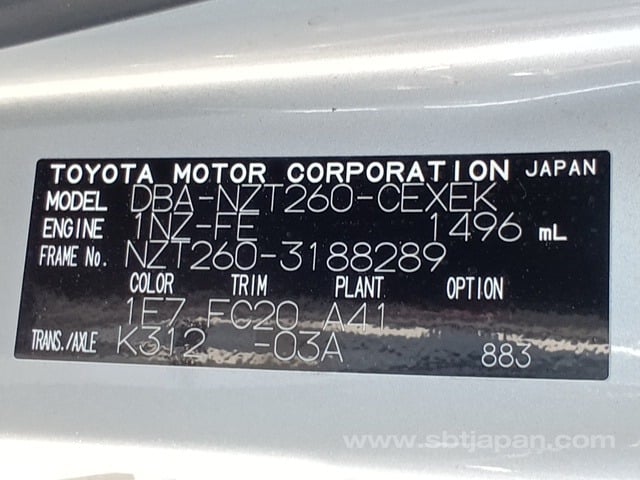 TOYOTA MOTOR CORPORATION JAPAN
MODEL DBA-NZT260-CEXEK
ENGINE 1NZ-FE 1496 mL
FRAME No. NZT260-3188289
COLOR TRIM PLANT OPTION
1E7 FC20 A41
TRANS./AXLE K312 -03A 883
www.sbtjapan.com